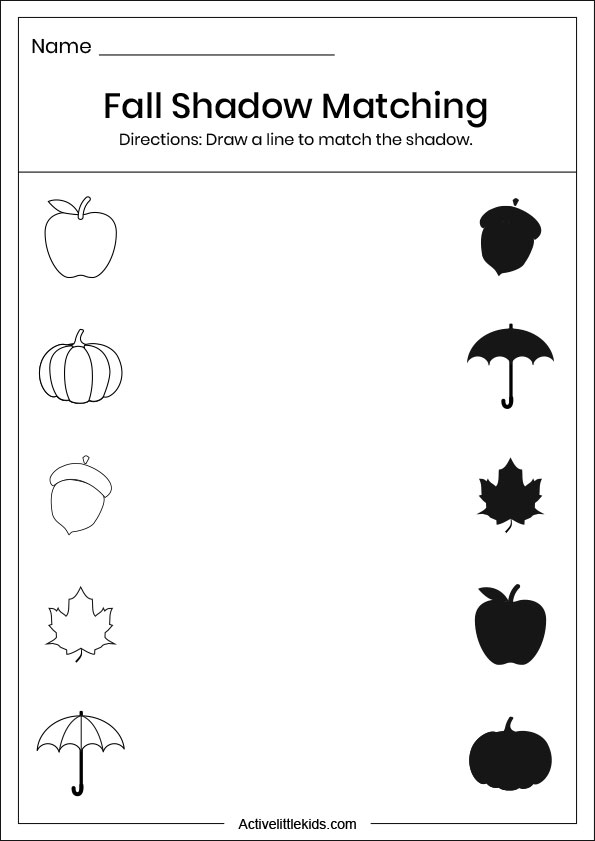 Name
Fall Shadow Matching
Directions: Draw a line to match the shadow.
Activelittlekids.com